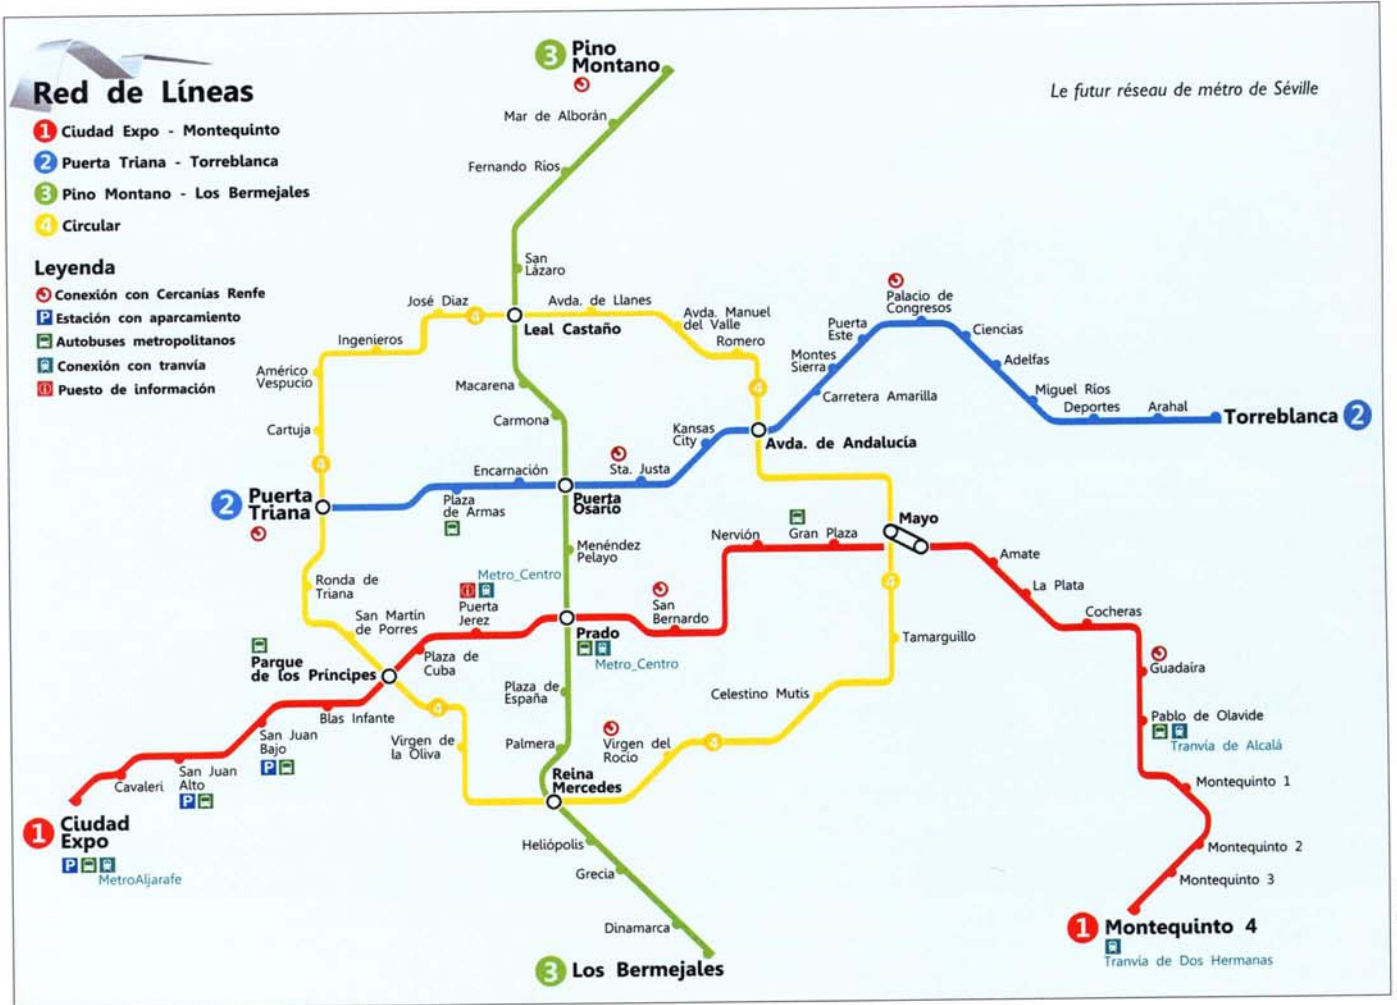 Red de Líneas
1 Ciudad Expo - Montequinto
2 Puerta Triana - Torreblanca
3 Pino Montano - Los Bermejales
4 Circular
Leyenda
Conexión con Cercanías Renfe
P Estación con aparcamiento
Autobuses metropolitanos
Conexión con tranvía
Puesto de información
Le futur réseau de métro de Séville
3 Pino
Montano
Mar de Alborán
Fernando Ríos
San
Lázaro
José Diaz
4
Avda. de Llanes
Leal Castaño
Avda. Manuel
del Valle
Romero
Ingenieros
Américo
Vespucio
Cartuja
4
4
Macarena
Carmona
Palacio de
Congresos
Puerta
Este
Ciencias
Montes
Sierra
Adelfas
Carretera Amarilla
Miguel Ríos
Deportes
Arahal
Torreblanca 2
Kansas
City
Avda. de Andalucía
Sta. Justa
Encarnación
2 Puerta
Triana
Plaza
de Armas
Puerta
Osario
Mayo
Nervión
Gran Plaza
Menéndez
Pelayo
Amate
La Plata
Cocheras
4
Ronda de
Triana
Metro_Centro
Puerta
Jerez
San
Bernardo
San Martín
de Porres
Prado
Metro_Centro
Tamarguillo
Guadaíra
Parque
de los Príncipes
Plaza de
Cuba
Plaza de
España
Celestino Mutis
Pablo de Olavide
Tranvía de Alcalá
Blas Infante
4
San Juan
Bajo
P
Virgen de
la Oliva
Palmera
Virgen del
Rocío
4
San Juan
Alto
P
Cavaleri
Reina
Mercedes
Montequinto 1
1 Ciudad
Expo
P
MetroAljarafe
Heliópolis
Grecia
Dinamarca
Montequinto 2
Montequinto 3
1 Montequinto 4
Tranvía de Dos Hermanas
3 Los Bermejales